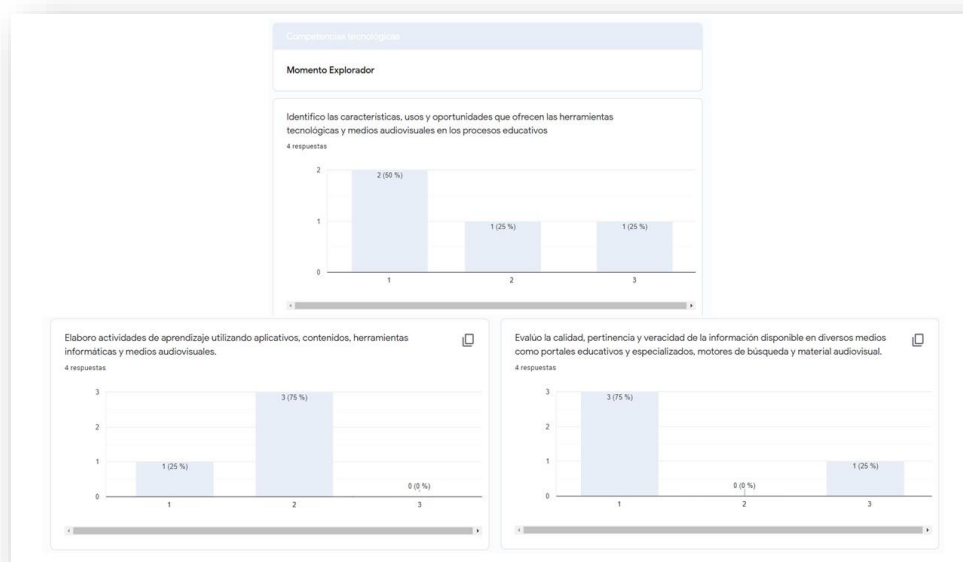 Competencias tecnológicas
Momento Explorador
Identifico las características, usos y oportunidades que ofrecen las herramientas
tecnológicas y medios audiovisuales en los procesos educativos
4 respuestas
2
1
0
2 (50 %)
1 (25 %)
1 (25 %)
1
2
3
Elaboro actividades de aprendizaje utilizando aplicativos, contenidos, herramientas
informáticas y medios audiovisuales.
4 respuestas
3
2
1
0
1 (25 %)
3 (75 %)
0 (0 %)
1
2
3
Evalúo la calidad, pertinencia y veracidad de la información disponible en diversos medios
como portales educativos y especializados, motores de búsqueda y material audiovisual.
4 respuestas
3
2
1
0
3 (75 %)
0 (0 %)
1 (25 %)
1
2
3